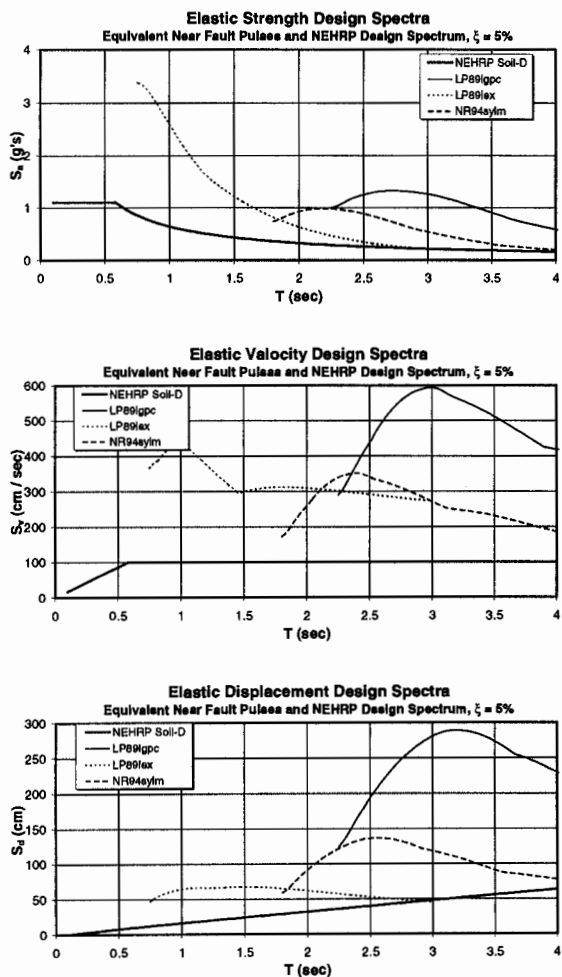 Elastic Strength Design Spectra
Equivalent Near Fault Pulses and NEHRP Design Spectrum, ξ = 5%
NEHRP Soil-D
LP89lgpc
LP89lex
NR94sylm
Sa (g's)
4
3
2
1
0
0 0.5 1 1.5 2 2.5 3 3.5 4
T (sec)
Elastic Valocity Design Spectra
Equivalent Near Fault Pulsaa and NEHRP Design Spectrum, ξ = 5%
NEHRP Soil-D
LP89lgpc
LP89lex
NR94sylm
Sv (cm / sec)
600
500
400
300
200
100
0
0 0.5 1 1.5 2 2.5 3 3.5 4
T (sec)
Elastic Displacement Design Spectra
Equivalent Near Fault Pulaea and NEHRP Design Spectrum, ξ = 5%
NEHRP Soil-D
LP89lgpc
LP89lex
NR94sylm
Sd (cm)
300
250
200
150
100
50
0
0 0.5 1 1.5 2 2.5 3 3.5 4
T (sec)